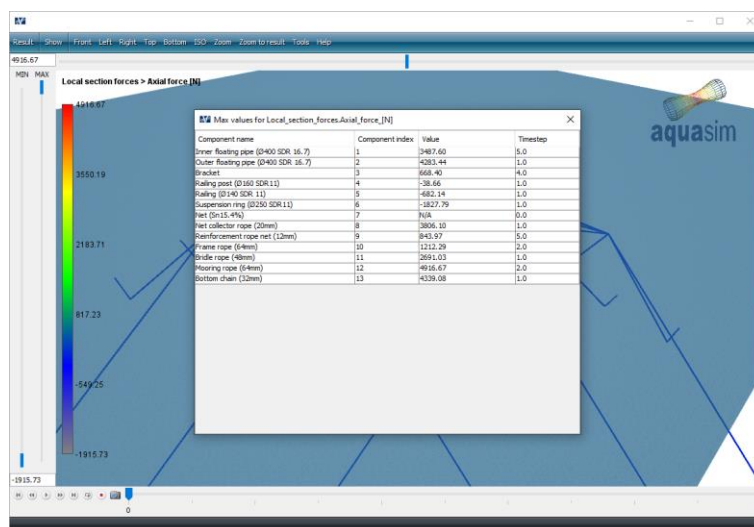 Result Show Front Left Right Top Bottom ISO Zoom Zoom to result Tools Help
4916.67
MIN MAX
Local section forces > Axial force [N]
4916.67
3550.19
2183.71
817.23
-549.25
-1915.73
-1915.73
0
aquasim
Max values for Local_section_forces.Axial_force_[N]
Component name Component index Value Timestep
Inner floating pipe (Ø400 SDR 16.7) 1 3487.60 5.0
Outer floating pipe (Ø400 SDR 16.7) 2 4283.44 1.0
Bracket 3 668.40 4.0
Railing post (Ø160 SDR11) 4 -38.66 1.0
Railing (Ø140 SDR 11) 5 -682.14 1.0
Suspension ring (Ø250 SDR11) 6 -1827.79 1.0
Net (Sn15.4%) 7 N/A 0.0
Net collector rope (20mm) 8 3806.10 1.0
Reinforcement rope net (12mm) 9 843.97 5.0
Frame rope (64mm) 10 1212.29 2.0
Bridle rope (48mm) 11 2691.03 1.0
Mooring rope (64mm) 12 4916.67 2.0
Bottom chain (32mm) 13 4339.08 1.0